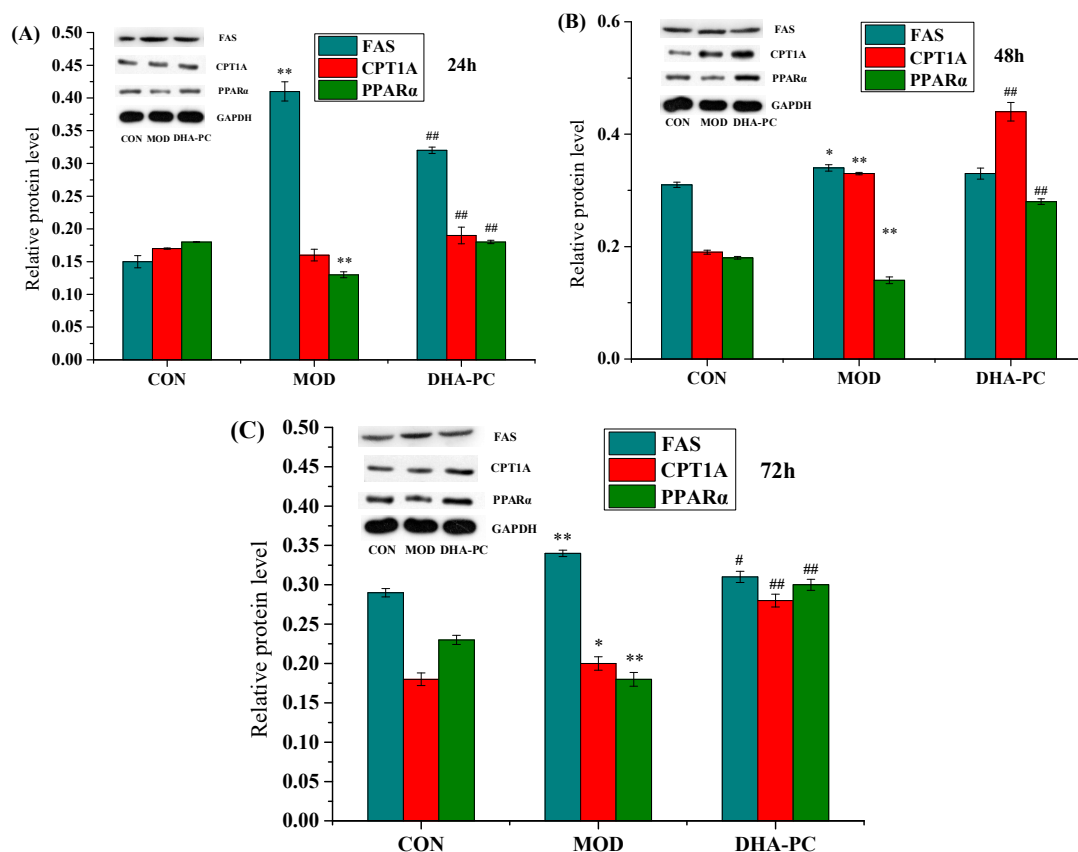 (A)
0.50
0.45
0.40
0.35
0.30
0.25
0.20
0.15
0.10
0.05
0.00
Relative protein level
FAS
CPT1A
PPARα
GAPDH
CON MOD DHA-PC
FAS
CPT1A
PPARα
24h
**
**
##
##
##
CON MOD DHA-PC
(B)
0.6
0.4
0.2
0.0
Relative protein level
FAS
CPT1A
PPARα
GAPDH
CON MOD DHA-PC
FAS
CPT1A
PPARα
48h
*
**
**
##
##
CON MOD DHA-PC
(C)
0.50
0.45
0.40
0.35
0.30
0.25
0.20
0.15
0.10
0.05
0.00
Relative protein level
FAS
CPT1A
PPARα
GAPDH
CON MOD DHA-PC
FAS
CPT1A
PPARα
72h
**
*
**
#
##
##
CON MOD DHA-PC